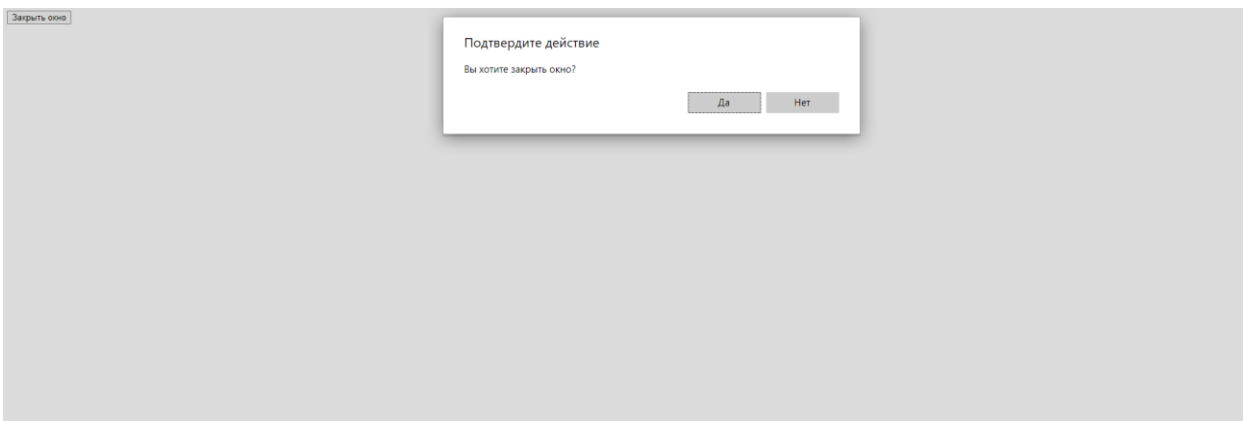 Закрыть окно
Подтвердите действие
Вы хотите закрыть окно?
Да Нет